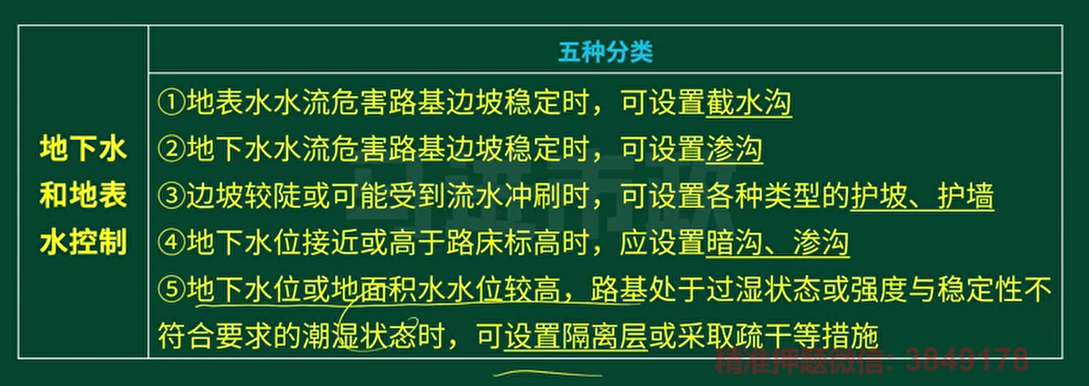 五种分类
地下水
和地表
水控制
①地表水水流危害路基边坡稳定时，可设置截水沟
②地下水水流危害路基边坡稳定时，可设置渗沟
③边坡较陡或可能受到流水冲刷时，可设置各种类型的护坡、护墙
④地下水位接近或高于路床标高时，应设置暗沟、渗沟
⑤地下水位或地面积水水位较高，路基处于过湿状态或强度与稳定性不
符合要求的潮湿状态时，可设置隔离层或采取疏干等措施
精准押题微信: 3849178